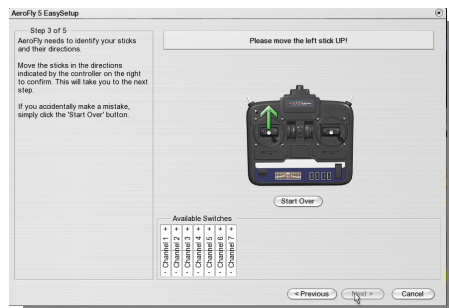 AeroFly 5 EasySetup
Step 3 of 5
AeroFly needs to identify your sticks
and their directions.
Move the sticks in the directions
indicated by the controller on the right
to confirm. This will take you to the next
step.
If you accidentally make a mistake,
simply click the 'Start Over' button.
Please move the left stick UP!
Start Over
Available Switches
- Channel 1 +
- Channel 2 +
- Channel 3 +
- Channel 4 +
- Channel 5 +
- Channel 6 +
- Channel 7 +
< Previous
Next >
Cancel